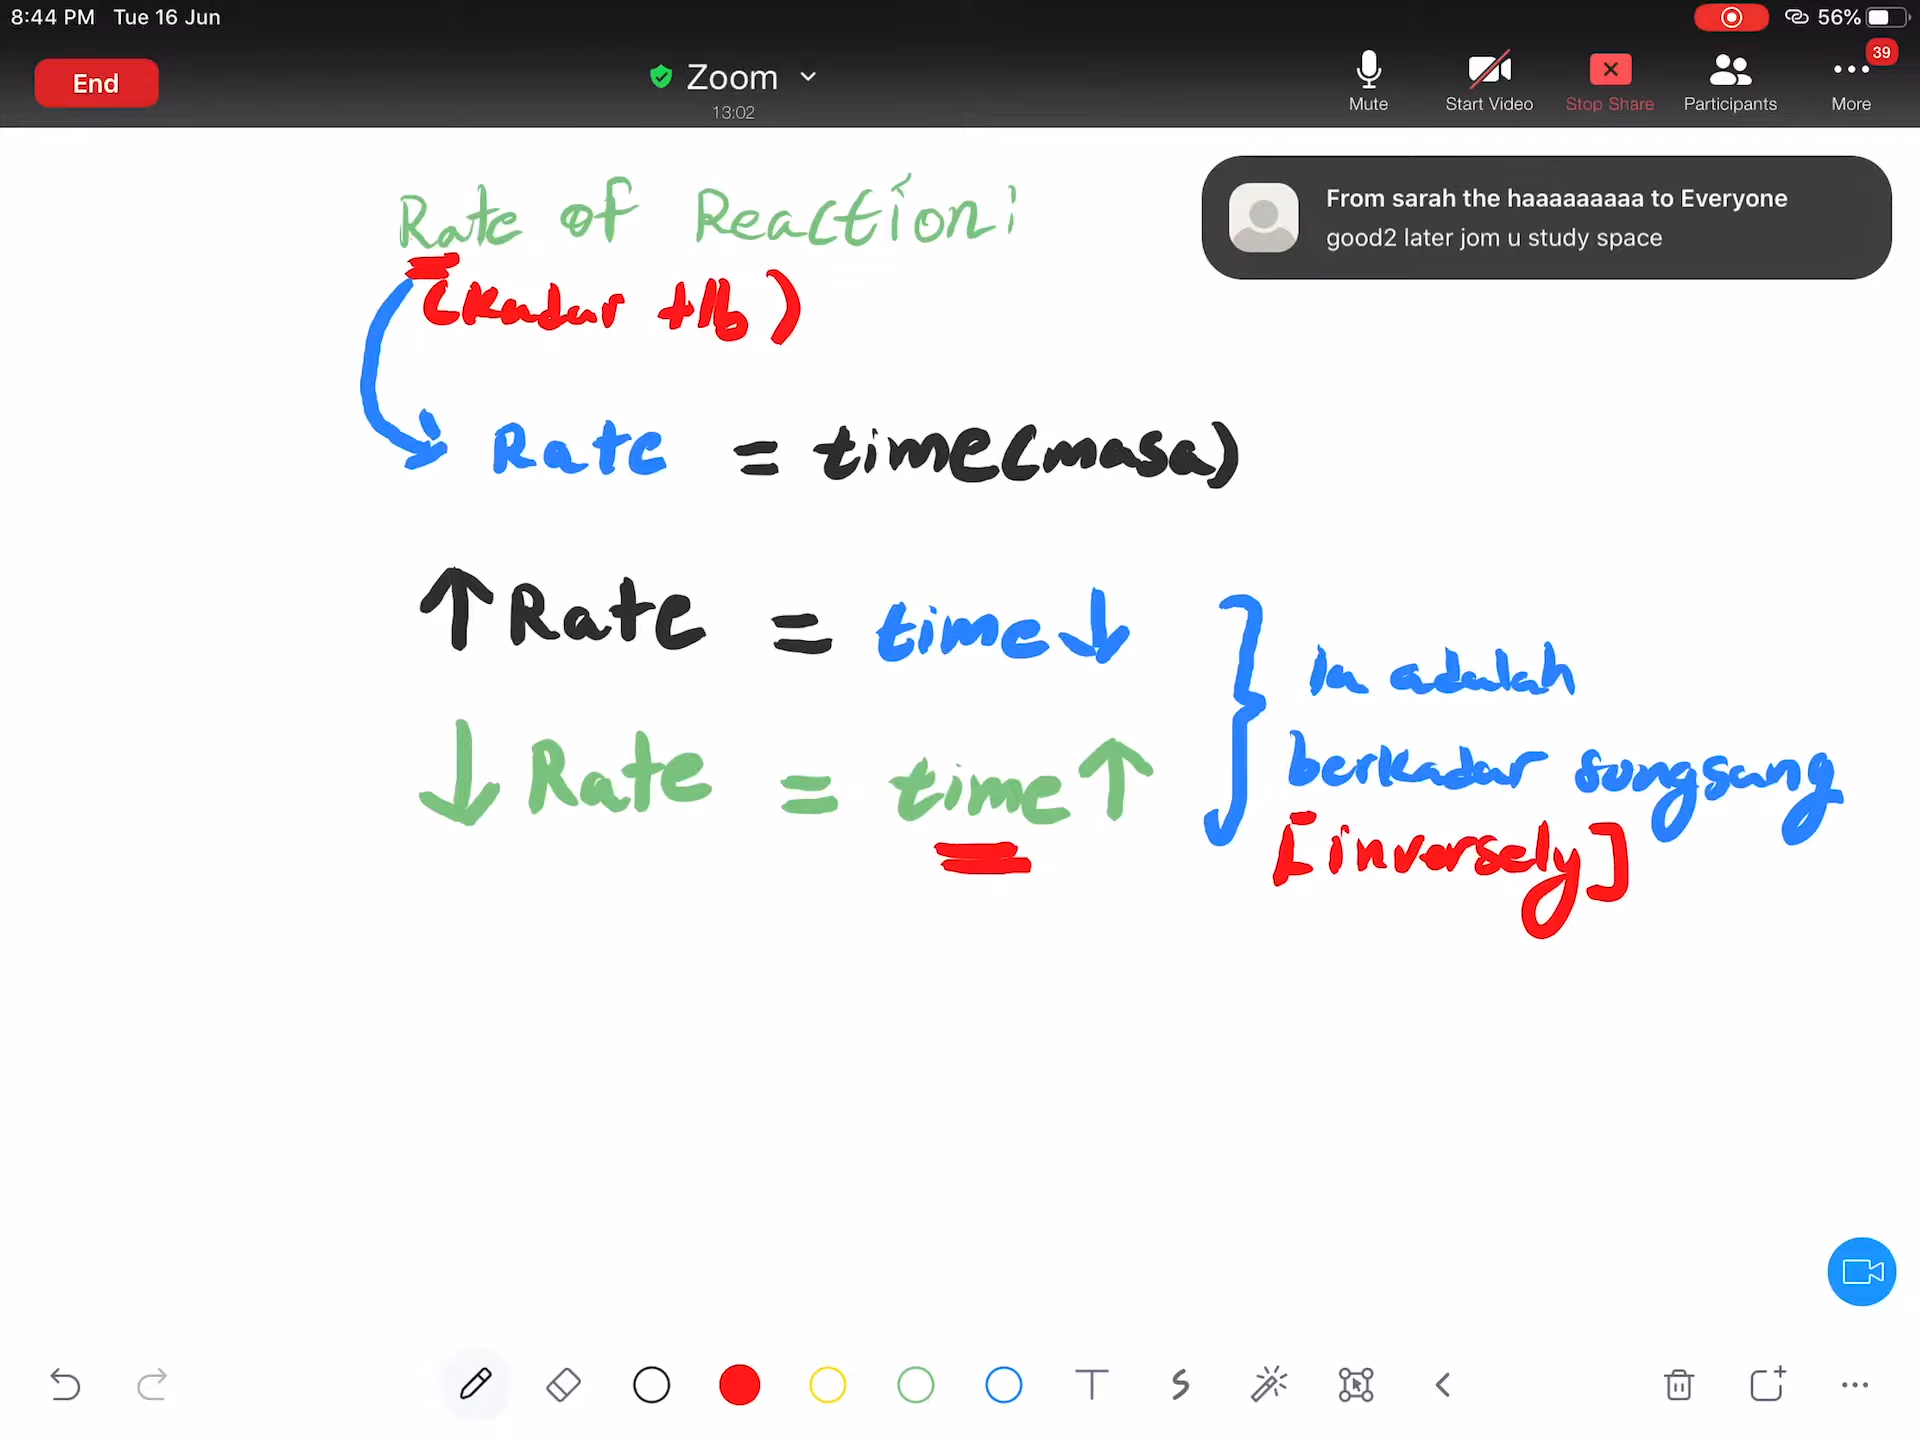 8:44 PM Tue 16 Jun
56%
End
Zoom
13:02
Mute
Start Video
Stop Share
Participants
39
More
From sarah the haaaaaaaaa to Everyone
good2 later jom u study space
Rate of Reaction:
(Kadar tlb)
Rate = time(masa)
↑ Rate = time ↓
↓ Rate = time ↑
Ia adalah
berkadar songsang
[inversely]